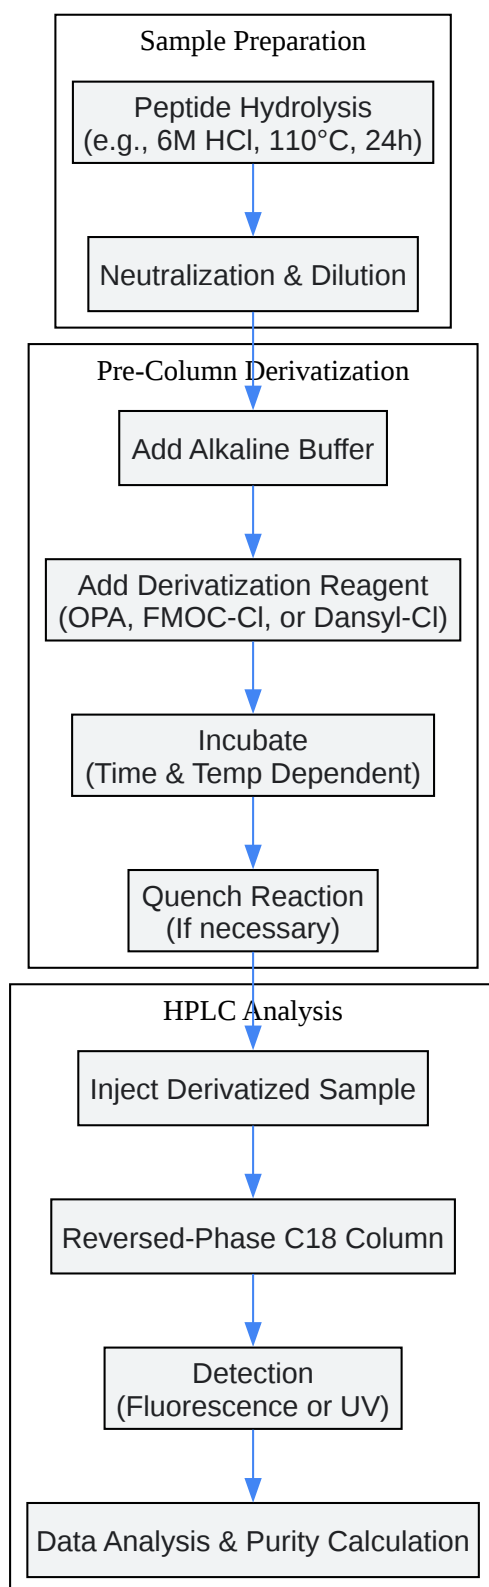 Sample Preparation
Peptide Hydrolysis
(e.g., 6M HCl, 110°C, 24h)
Neutralization & Dilution
Pre-Column Derivatization
Add Alkaline Buffer
Add Derivatization Reagent
(OPA, FMOC-Cl, or Dansyl-Cl)
Incubate
(Time & Temp Dependent)
Quench Reaction
(If necessary)
HPLC Analysis
Inject Derivatized Sample
Reversed-Phase C18 Column
Detection
(Fluorescence or UV)
Data Analysis & Purity Calculation